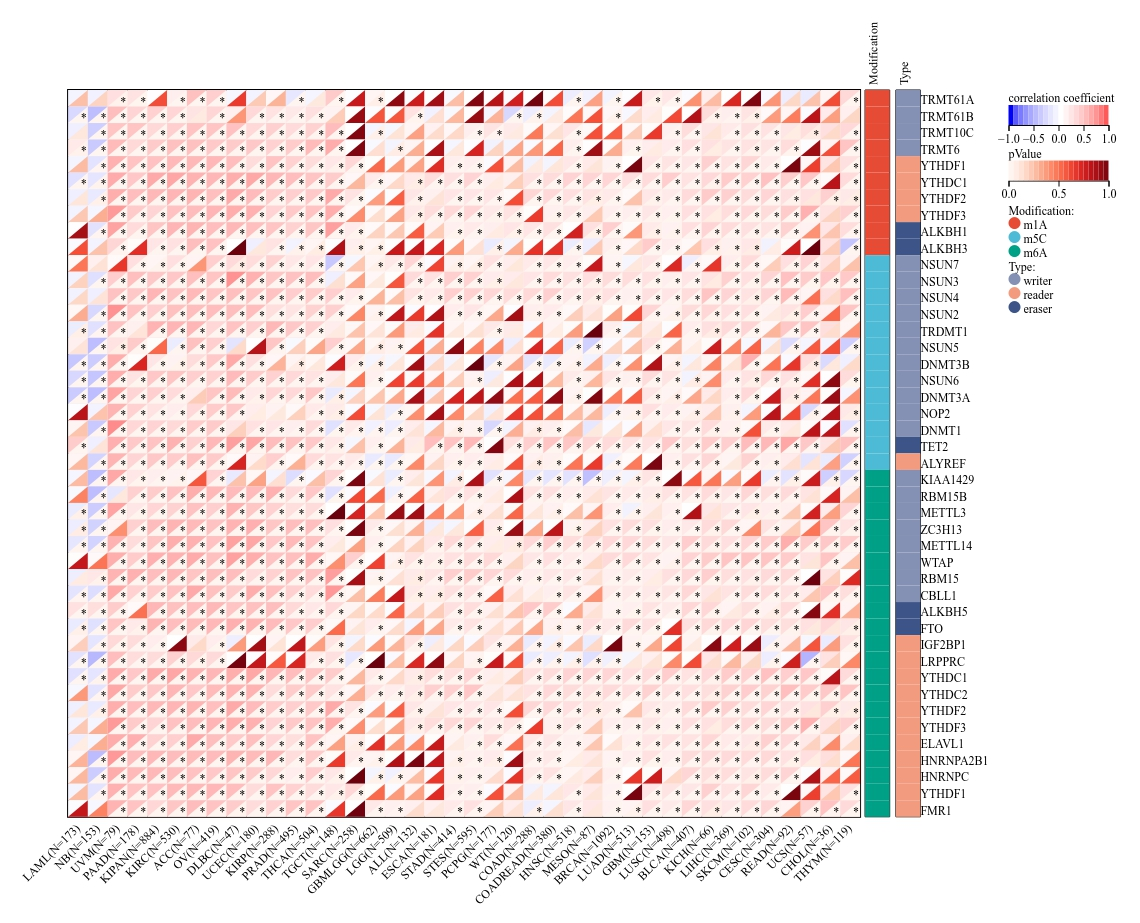 Modification
Type
TRMT61A
TRMT61B
TRMT10C
TRMT6
YTHDF1
YTHDC1
YTHDF2
YTHDF3
ALKBH1
ALKBH3
NSUN7
NSUN3
NSUN4
NSUN2
TRDMT1
NSUN5
DNMT3B
NSUN6
DNMT3A
NOP2
DNMT1
TET2
ALYREF
KIAA1429
RBM15B
METTL3
ZC3H13
METTL14
WTAP
RBM15
CBLL1
ALKBH5
FTO
IGF2BP1
LRPPRC
YTHDC1
YTHDC2
YTHDF2
YTHDF3
ELAVL1
HNRNPA2B1
HNRNPC
YTHDF1
FMR1
correlation coefficient
−1.0 −0.5 0.0 0.5 1.0
pValue
0.0 0.5 1.0
Modification:
m1A
m5C
m6A
Type:
writer
reader
eraser
LAML(N=173)
NB(N=153)
UVM(N=79)
PAAD(N=178)
KIPAN(N=884)
KIRC(N=530)
ACC(N=77)
OV(N=419)
DLBC(N=47)
UCEC(N=180)
KIRP(N=288)
PRAD(N=495)
THCA(N=504)
TGCT(N=148)
SARC(N=258)
GBMLGG(N=662)
LGG(N=509)
ALL(N=132)
ESCA(N=181)
STAD(N=414)
STES(N=595)
PCPG(N=177)
WT(N=120)
COAD(N=288)
COADREAD(N=380)
HNSC(N=518)
MESO(N=87)
BRCA(N=1092)
LUAD(N=513)
GBM(N=153)
LUSC(N=498)
BLCA(N=407)
KICH(N=66)
LIHC(N=369)
SKCM(N=102)
CESC(N=304)
READ(N=92)
UCS(N=57)
CHOL(N=36)
THYM(N=119)